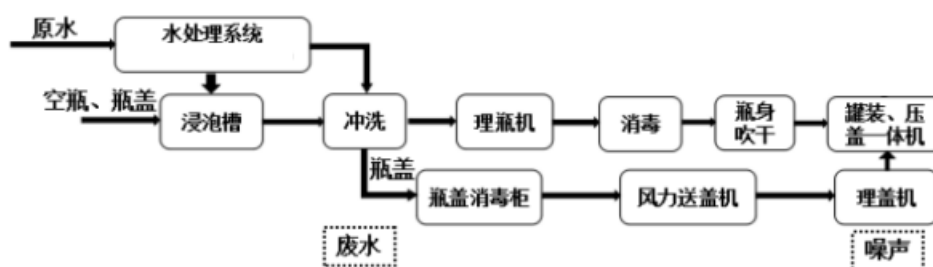 原水
水处理系统
空瓶、瓶盖
浸泡槽
冲洗
理瓶机
消毒
瓶身
吹干
罐装、压
盖一体机
瓶盖
瓶盖消毒柜
风力送盖机
理盖机
废水
噪声